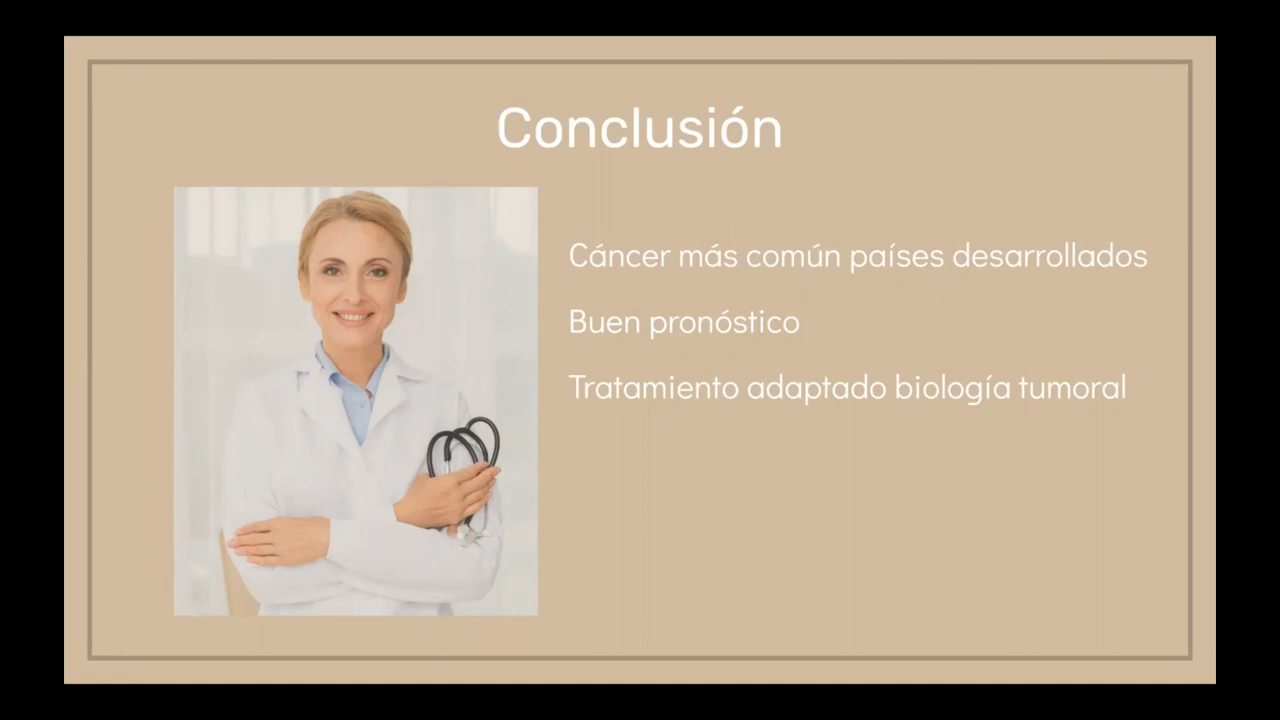 Conclusión
Cáncer más común países desarrollados
Buen pronóstico
Tratamiento adaptado biología tumoral